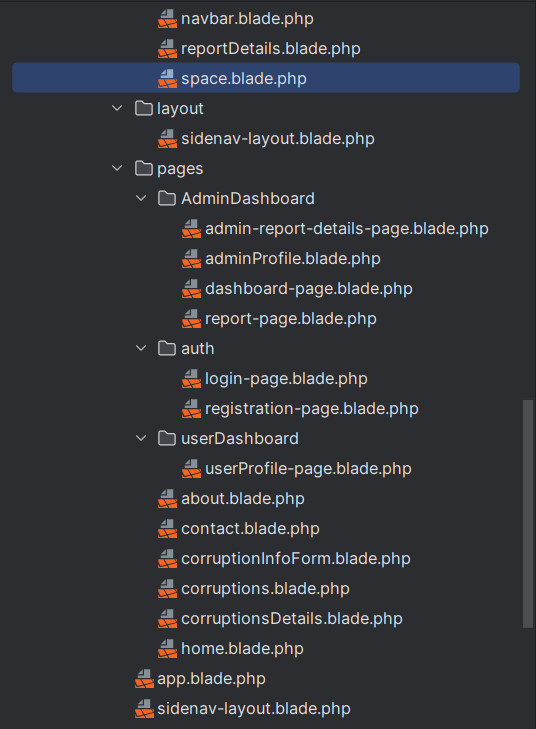 navbar.blade.php
reportDetails.blade.php
space.blade.php
layout
sidenav-layout.blade.php
pages
AdminDashboard
admin-report-details-page.blade.php
adminProfile.blade.php
dashboard-page.blade.php
report-page.blade.php
auth
login-page.blade.php
registration-page.blade.php
userDashboard
userProfile-page.blade.php
about.blade.php
contact.blade.php
corruptionInfoForm.blade.php
corruptions.blade.php
corruptionsDetails.blade.php
home.blade.php
app.blade.php
sidenav-layout.blade.php